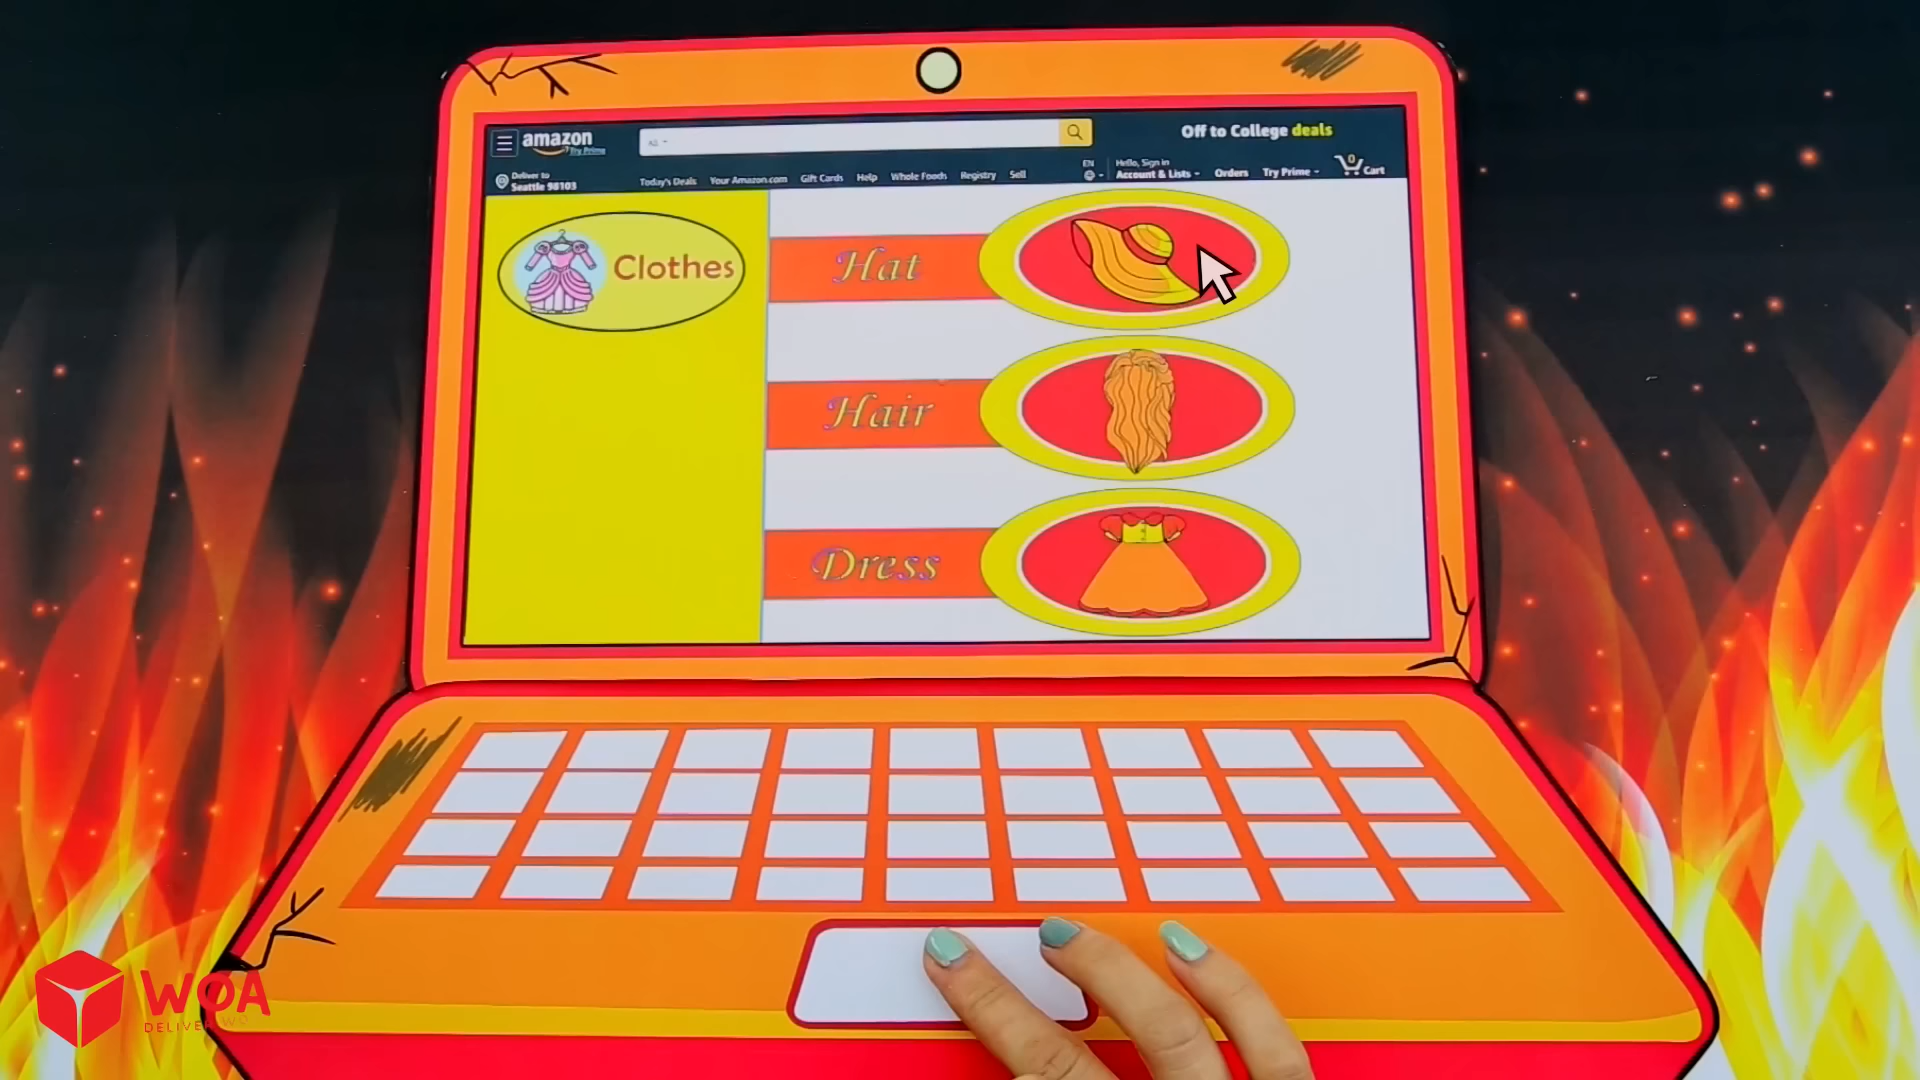 amazon
Try Prime
All
Off to College deals
Deliver to
Seattle 98103
Today's Deals Your Amazon.com Gift Cards Help Whole Foods Registry Sell
EN
Hello, Sign in
Account & Lists Orders Try Prime 0 Cart
Clothes
Hat
Hair
Dress
WOA